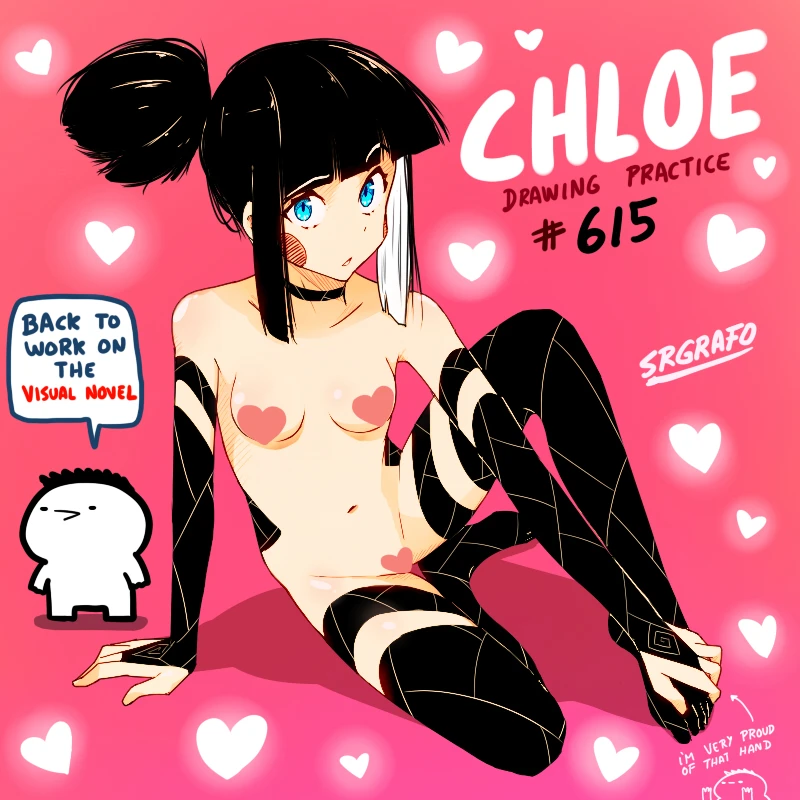 CHLOE
DRAWING PRACTICE
# 615
SRGRAFO
BACK TO
WORK ON
THE
VISUAL NOVEL
I'M VERY PROUD
OF THAT HAND